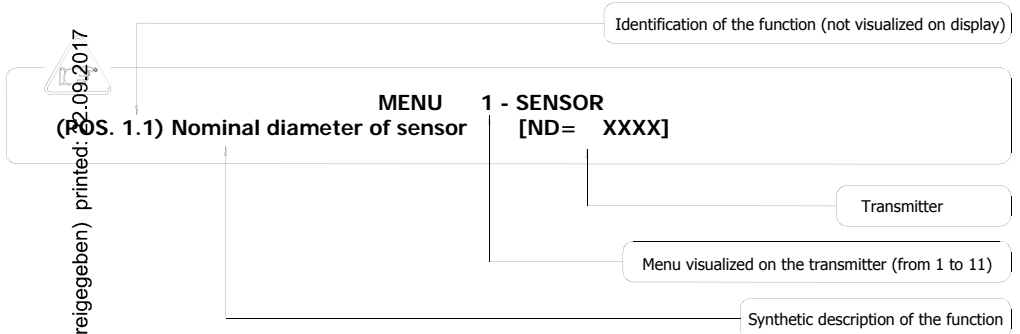 Identification of the function (not visualized on display)
MENU 1 - SENSOR
(POS. 1.1) Nominal diameter of sensor [ND= XXXX]
Transmitter
Menu visualized on the transmitter (from 1 to 11)
Synthetic description of the function
reigegeben) printed: 22.09.2017